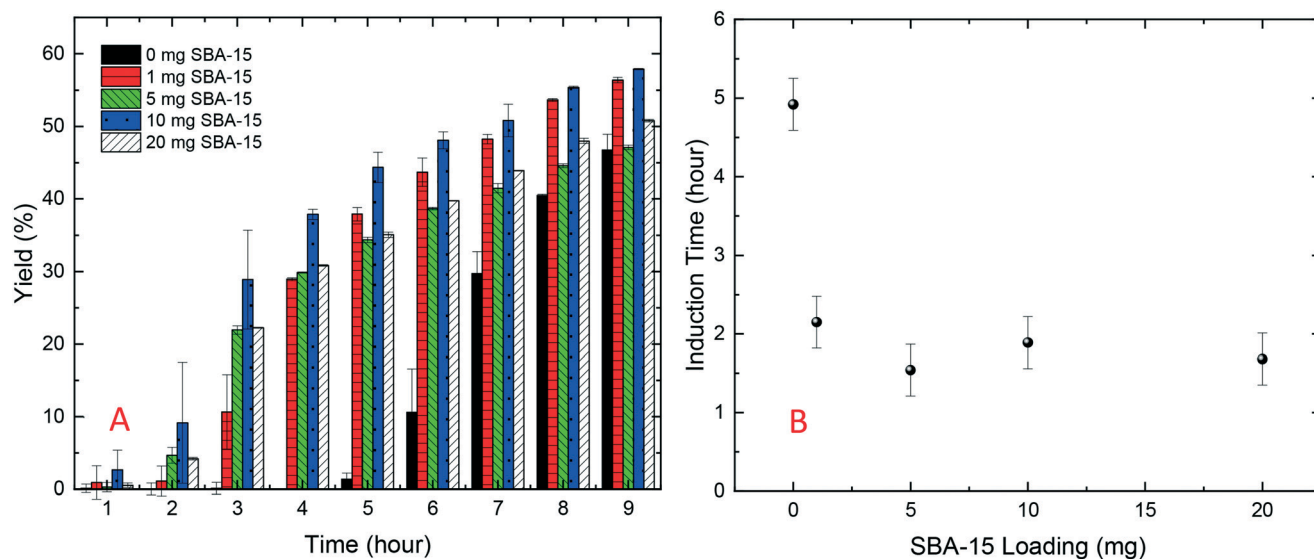 60
50
40
30
20
10
0
Yield (%)
0 mg SBA-15
1 mg SBA-15
5 mg SBA-15
10 mg SBA-15
20 mg SBA-15
A
1 2 3 4 5 6 7 8 9
Time (hour)
6
5
4
3
2
1
0
Induction Time (hour)
B
0 5 10 15 20
SBA-15 Loading (mg)